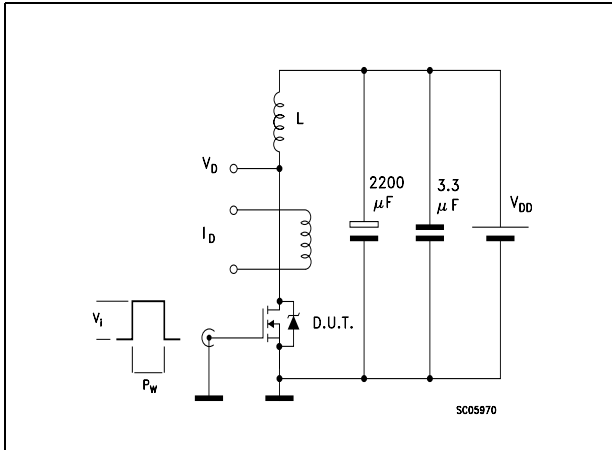 L
V_D
2200 μF
3.3 μF
V_DD
I_D
V_i
D.U.T.
P_W
SC05970